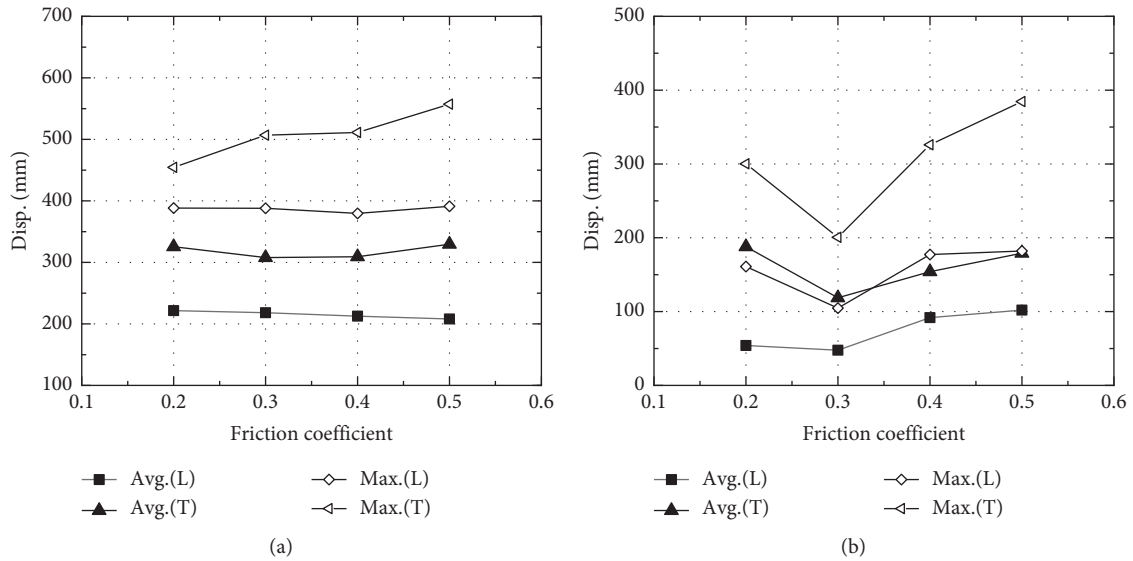 700
600
500
400
300
200
100
Disp. (mm)
0.1 0.2 0.3 0.4 0.5 0.6
Friction coefficient
Avg.(L) Max.(L)
Avg.(T) Max.(T)
(a)
500
400
300
200
100
0
Disp. (mm)
0.1 0.2 0.3 0.4 0.5 0.6
Friction coefficient
Avg.(L) Max.(L)
Avg.(T) Max.(T)
(b)